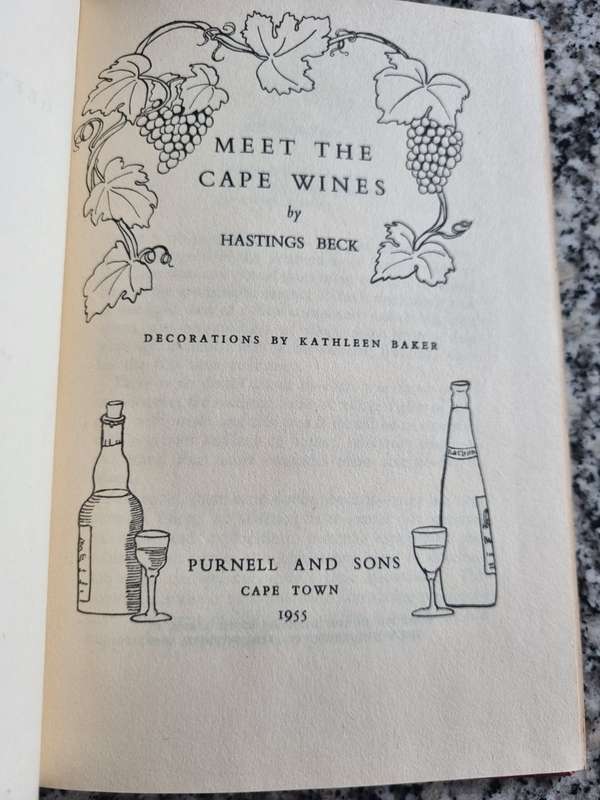 MEET THE
CAPE WINES
by
HASTINGS BECK
DECORATIONS BY KATHLEEN BAKER
PURNELL AND SONS
CAPE TOWN
1955